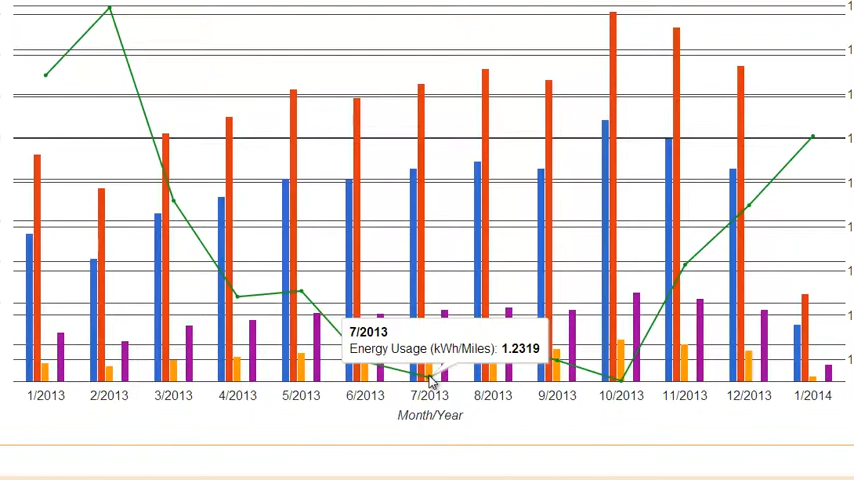 7/2013
Energy Usage (kWh/Miles): 1.2319
1/2013 2/2013 3/2013 4/2013 5/2013 6/2013 7/2013 8/2013 9/2013 10/2013 11/2013 12/2013 1/2014
Month/Year